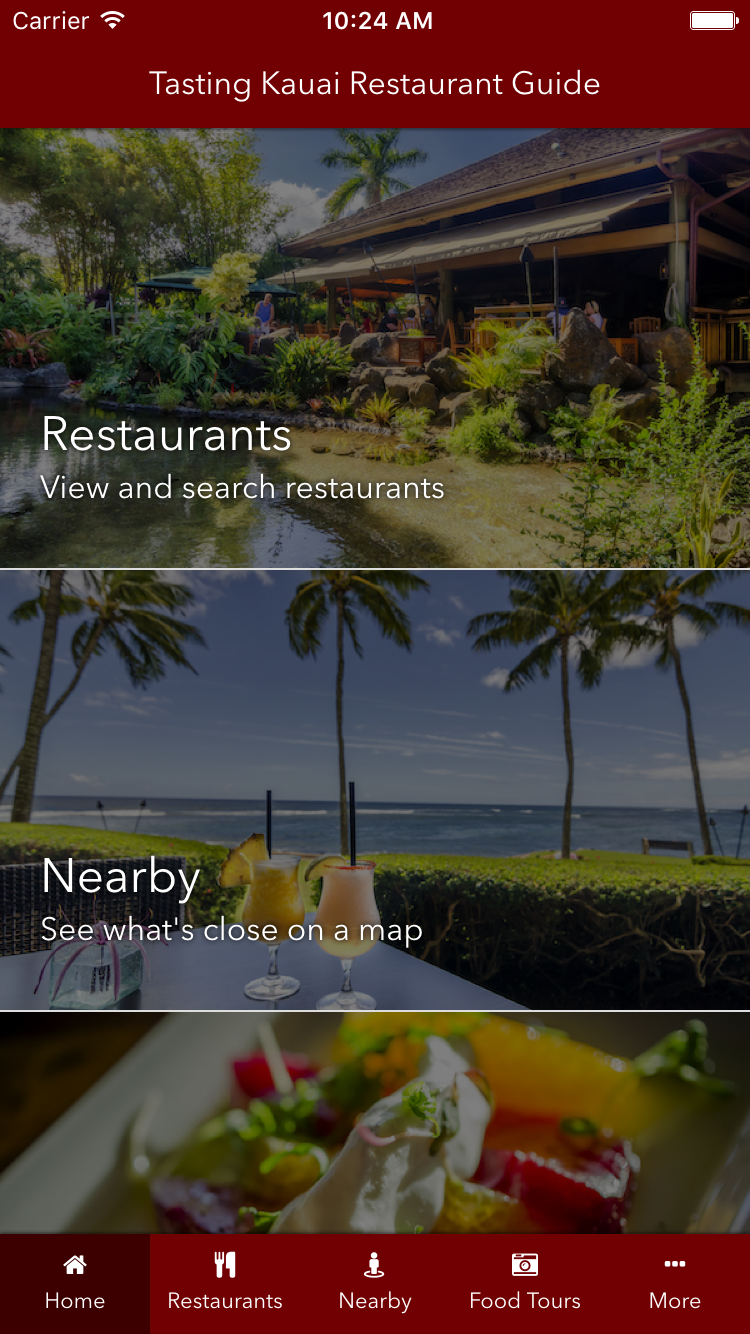 Carrier 10:24 AM
Tasting Kauai Restaurant Guide
Restaurants
View and search restaurants
Nearby
See what's close on a map
Home Restaurants Nearby Food Tours More